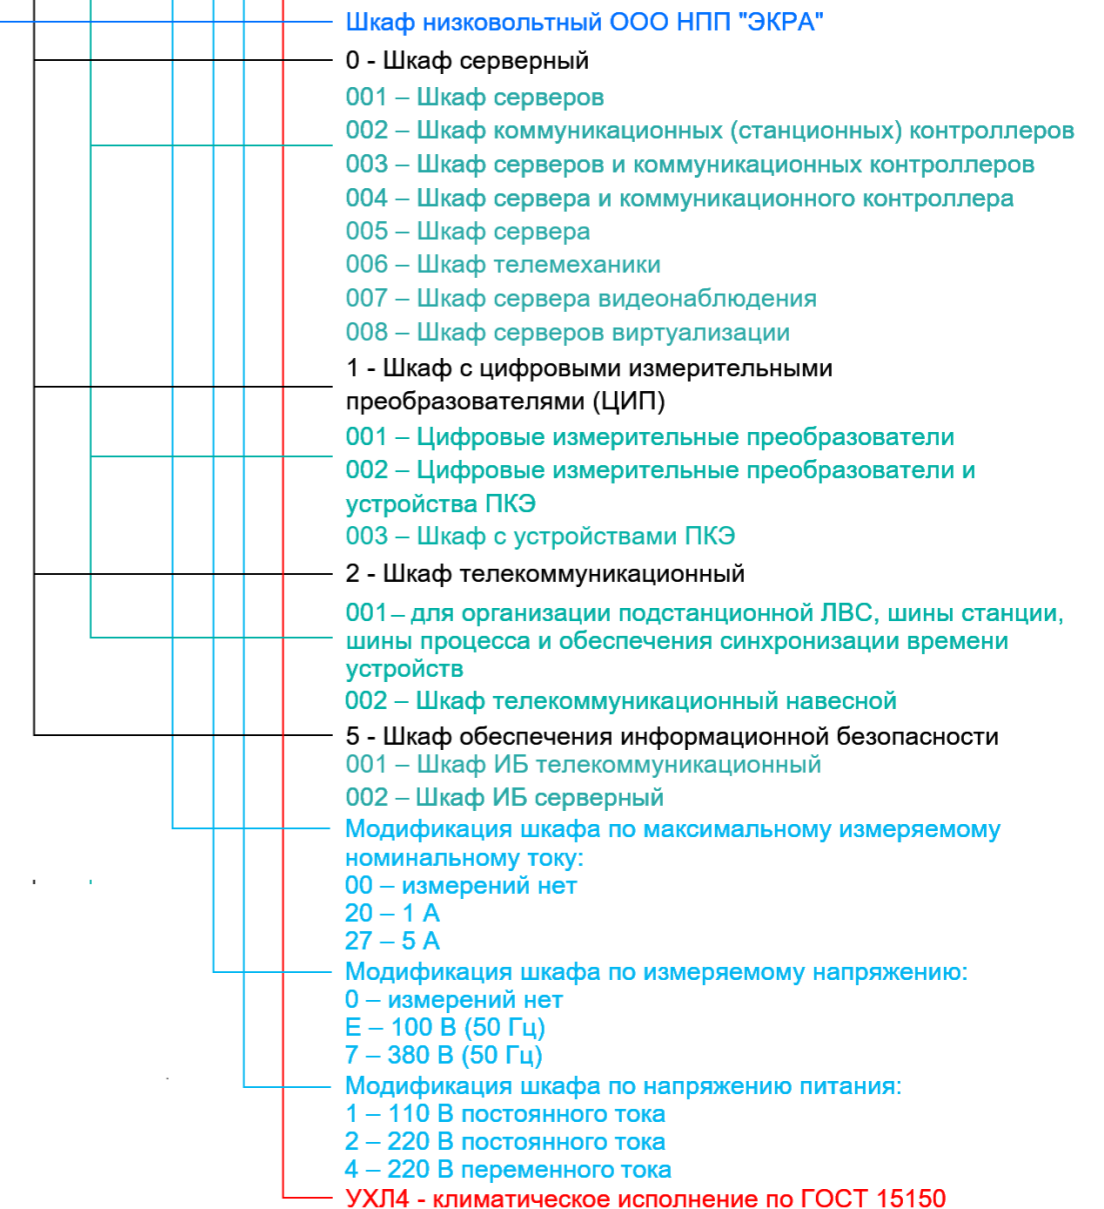 Шкаф низковольтный ООО НПП "ЭКРА"
0 - Шкаф серверный
001 – Шкаф серверов
002 – Шкаф коммуникационных (станционных) контроллеров
003 – Шкаф серверов и коммуникационных контроллеров
004 – Шкаф сервера и коммуникационного контроллера
005 – Шкаф сервера
006 – Шкаф телемеханики
007 – Шкаф сервера видеонаблюдения
008 – Шкаф серверов виртуализации
1 - Шкаф с цифровыми измерительными
преобразователями (ЦИП)
001 – Цифровые измерительные преобразователи
002 – Цифровые измерительные преобразователи и
устройства ПКЭ
003 – Шкаф с устройствами ПКЭ
2 - Шкаф телекоммуникационный
001 – для организации подстанционной ЛВС, шины станции,
шины процесса и обеспечения синхронизации времени
устройств
002 – Шкаф телекоммуникационный навесной
5 - Шкаф обеспечения информационной безопасности
001 – Шкаф ИБ телекоммуникационный
002 – Шкаф ИБ серверный
Модификация шкафа по максимальному измеряемому
номинальному току:
00 – измерений нет
20 – 1 А
27 – 5 А
Модификация шкафа по измеряемому напряжению:
0 – измерений нет
Е – 100 В (50 Гц)
7 – 380 В (50 Гц)
Модификация шкафа по напряжению питания:
1 – 110 В постоянного тока
2 – 220 В постоянного тока
4 – 220 В переменного тока
УХЛ4 - климатическое исполнение по ГОСТ 15150